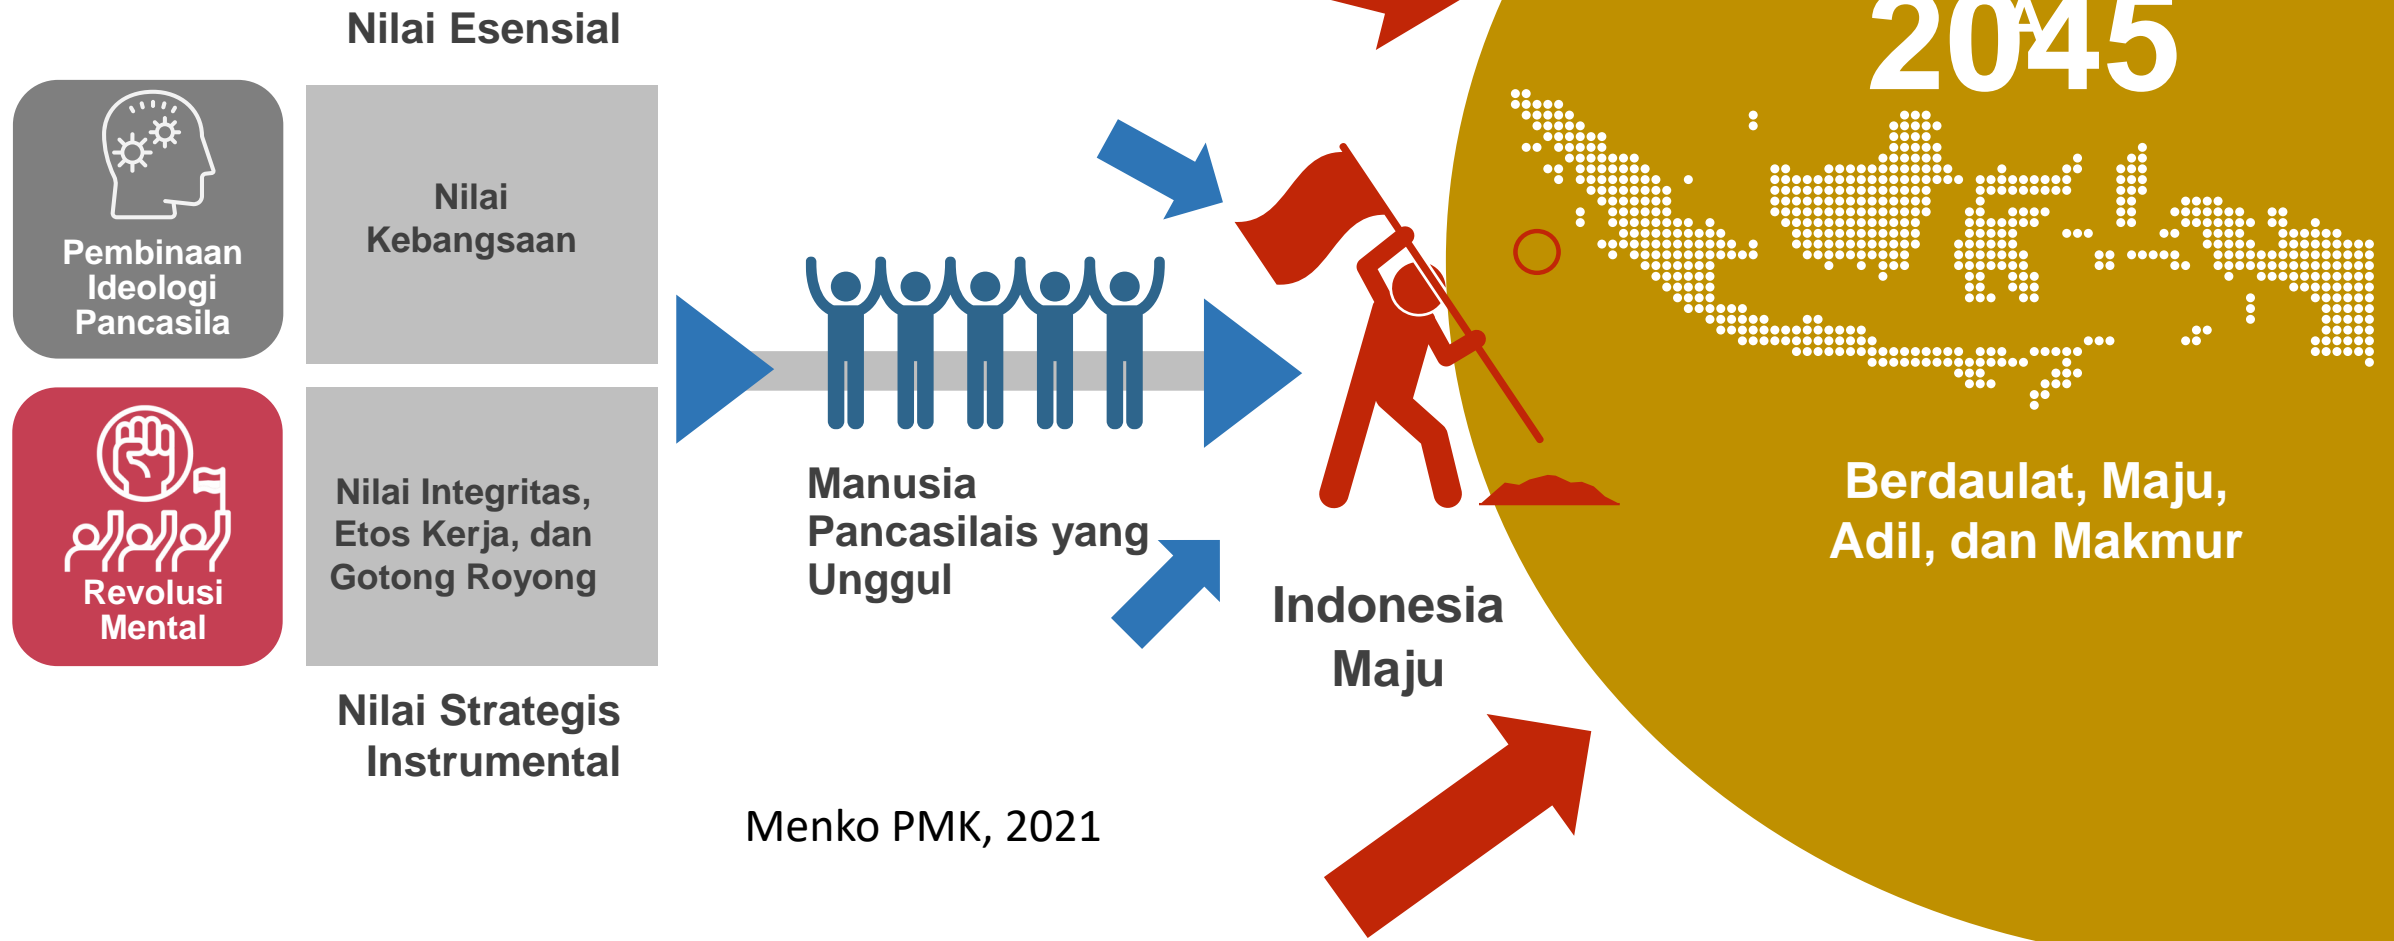 Nilai Esensial
Pembinaan
Ideologi
Pancasila
Nilai
Kebangsaan
Revolusi
Mental
Nilai Integritas,
Etos Kerja, dan
Gotong Royong
Nilai Strategis
Instrumental
Manusia
Pancasilais yang
Unggul
Indonesia
Maju
A
2045
Berdaulat, Maju,
Adil, dan Makmur
Menko PMK, 2021